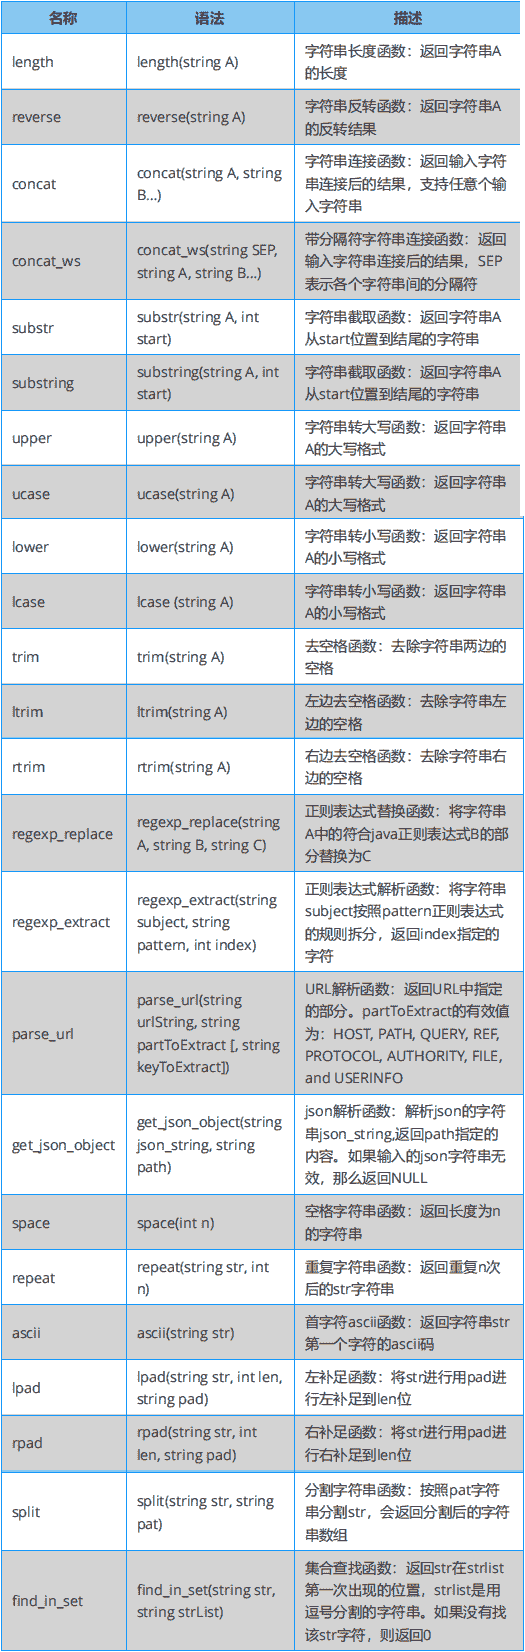 名称 语法 描述
length length(string A) 字符串长度函数：返回字符串A
的长度
reverse reverse(string A) 字符串反转函数：返回字符串A
的反转结果
concat concat(string A, string
B…) 字符串连接函数：返回输入字符
串连接后的结果，支持任意个输
入字符串
concat_ws concat_ws(string SEP,
string A, string B…) 带分隔符字符串连接函数：返回
输入字符串连接后的结果，SEP
表示各个字符串间的分隔符
substr substr(string A, int
start) 字符串截取函数：返回字符串A
从start位置到结尾的字符串
substring substring(string A, int
start) 字符串截取函数：返回字符串A
从start位置到结尾的字符串
upper upper(string A) 字符串转大写函数：返回字符串
A的大写格式
ucase ucase(string A) 字符串转大写函数：返回字符串
A的大写格式
lower lower(string A) 字符串转小写函数：返回字符串
A的小写格式
lcase lcase (string A) 字符串转小写函数：返回字符串
A的小写格式
trim trim(string A) 去空格函数：去除字符串两边的
空格
ltrim ltrim(string A) 左边去空格函数：去除字符串左
边的空格
rtrim rtrim(string A) 右边去空格函数：去除字符串右
边的空格
regexp_replace regexp_replace(string
A, string B, string C) 正则表达式替换函数：将字符串
A中的符合java正则表达式B的部
分替换为C
regexp_extract regexp_extract(string
subject, string
pattern, int index) 正则表达式解析函数：将字符串
subject按照pattern正则表达式
的规则拆分，返回index指定的
字符
parse_url parse_url(string
urlString, string
partToExtract [, string
keyToExtract]) URL解析函数：返回URL中指定
的部分。partToExtract的有效值
为：HOST, PATH, QUERY, REF,
PROTOCOL, AUTHORITY, FILE,
and USERINFO
get_json_object get_json_object(string
json_string, string
path) json解析函数：解析json的字符
串json_string,返回path指定的
内容。如果输入的json字符串无
效，那么返回NULL
space space(int n) 空格字符串函数：返回长度为n
的字符串
repeat repeat(string str, int
n) 重复字符串函数：返回重复n次
后的str字符串
ascii ascii(string str) 首字符ascii函数：返回字符串str
第一个字符的ascii码
lpad lpad(string str, int len,
string pad) 左补足函数：将str进行用pad进
行左补足到len位
rpad rpad(string str, int
len, string pad) 右补足函数：将str进行用pad进
行右补足到len位
split split(string str, string
pat) 分割字符串函数：按照pat字符
串分割str，会返回分割后的字符
串数组
find_in_set find_in_set(string str,
string strList) 集合查找函数：返回str在strlist
第一次出现的位置，strlist是用
逗号分割的字符串。如果没有找
该str字符，则返回0